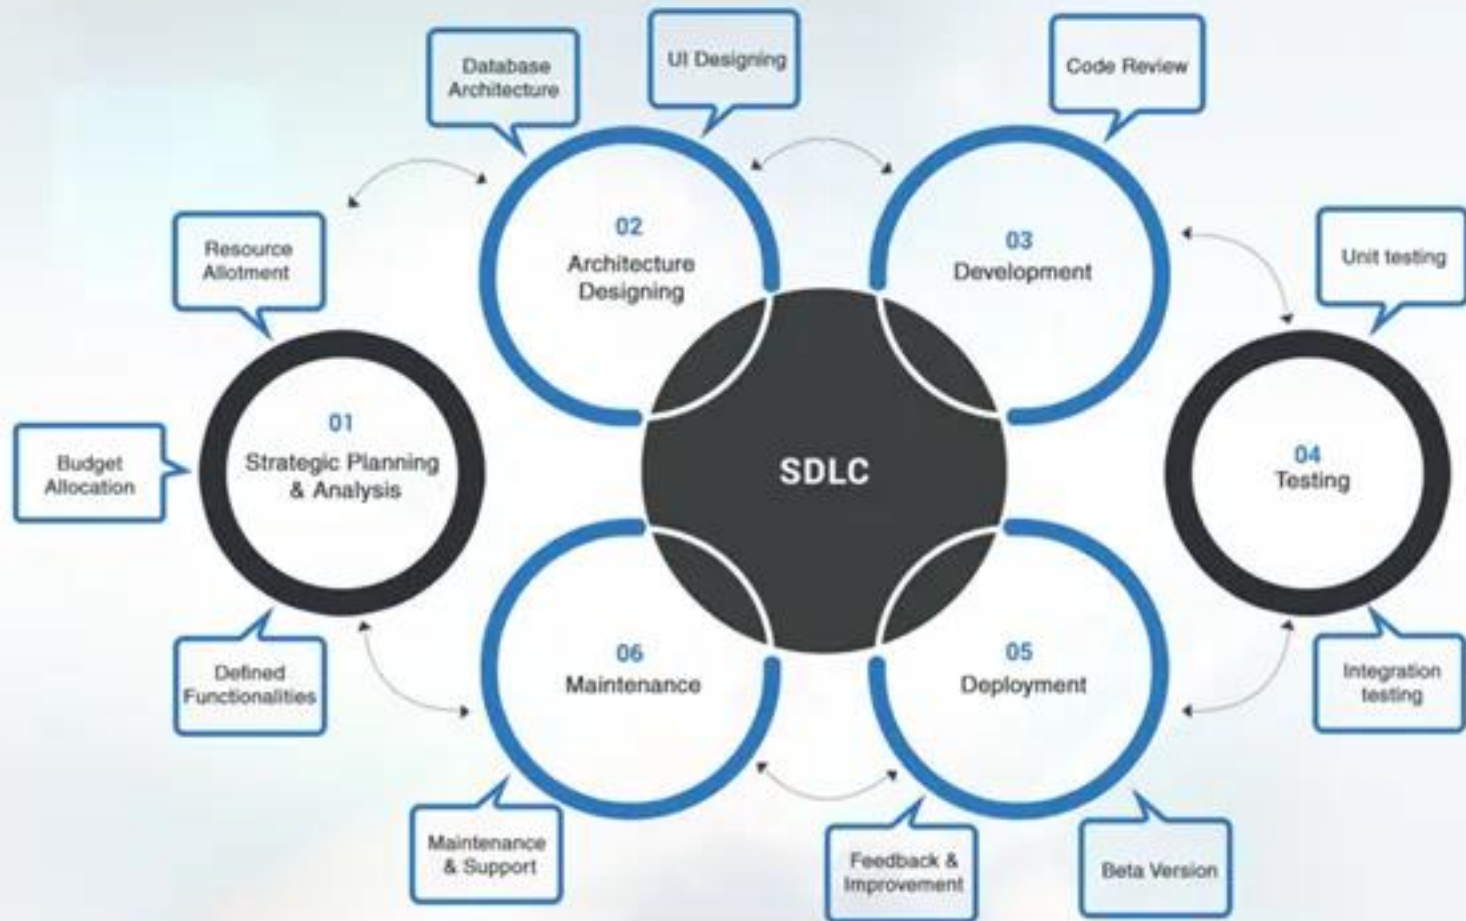 Database
Architecture
UI Designing
Code Review
Resource
Allotment
02
Architecture
Designing
03
Development
Unit testing
Budget
Allocation
01
Strategic Planning
& Analysis
SDLC
04
Testing
Defined
Functionalities
06
Maintenance
05
Deployment
Integration
testing
Maintenance
& Support
Feedback &
Improvement
Beta Version